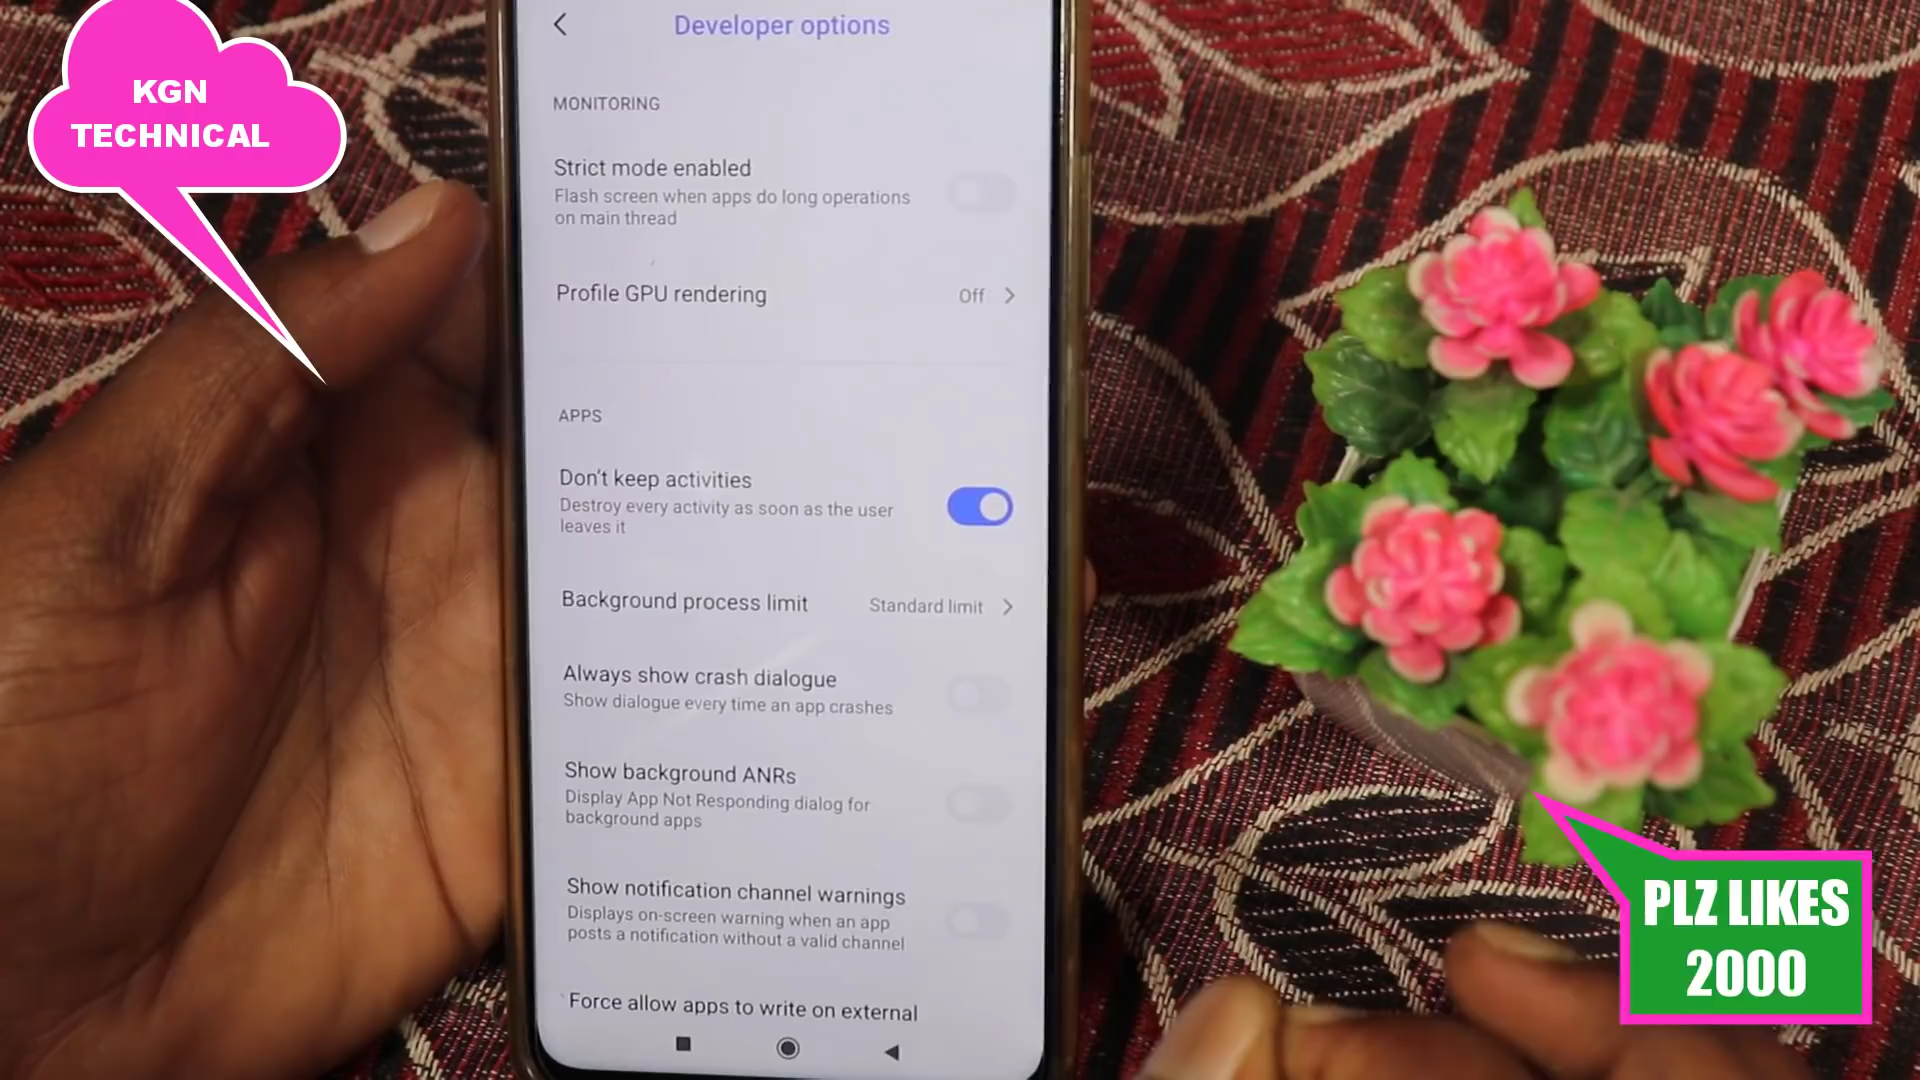 KGN
TECHNICAL
Developer options
MONITORING
Strict mode enabled
Flash screen when apps do long operations
on main thread
Profile GPU rendering
Off
APPS
Don't keep activities
Destroy every activity as soon as the user
leaves it
Background process limit
Standard limit
Always show crash dialogue
Show dialogue every time an app crashes
Show background ANRs
Display App Not Responding dialog for
background apps
Show notification channel warnings
Displays on-screen warning when an app
posts a notification without a valid channel
Force allow apps to write on external
PLZ LIKES
2000